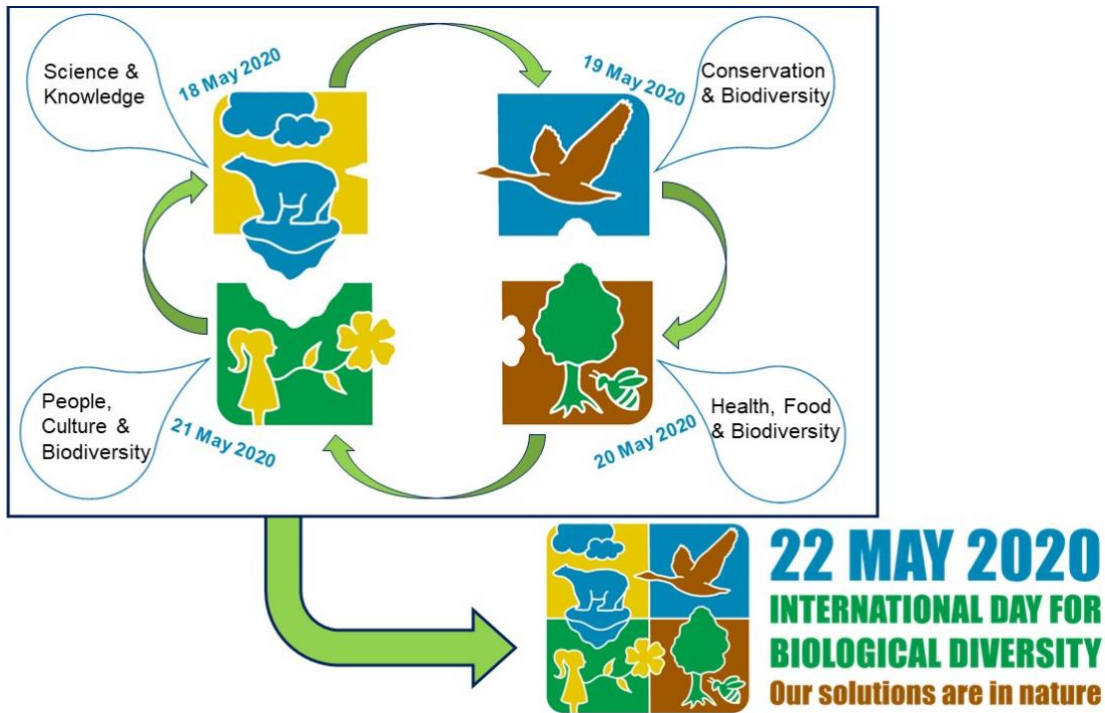 Science &
Knowledge
18 May 2020
19 May 2020
Conservation
& Biodiversity
People,
Culture &
Biodiversity
21 May 2020
20 May 2020
Health, Food
& Biodiversity
22 MAY 2020
INTERNATIONAL DAY FOR
BIOLOGICAL DIVERSITY
Our solutions are in nature